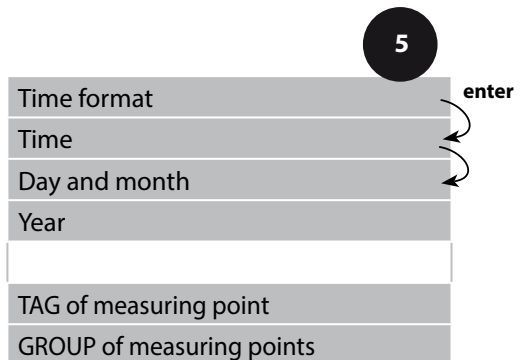 5
Time format
enter
Time
Day and month
Year
TAG of measuring point
GROUP of measuring points